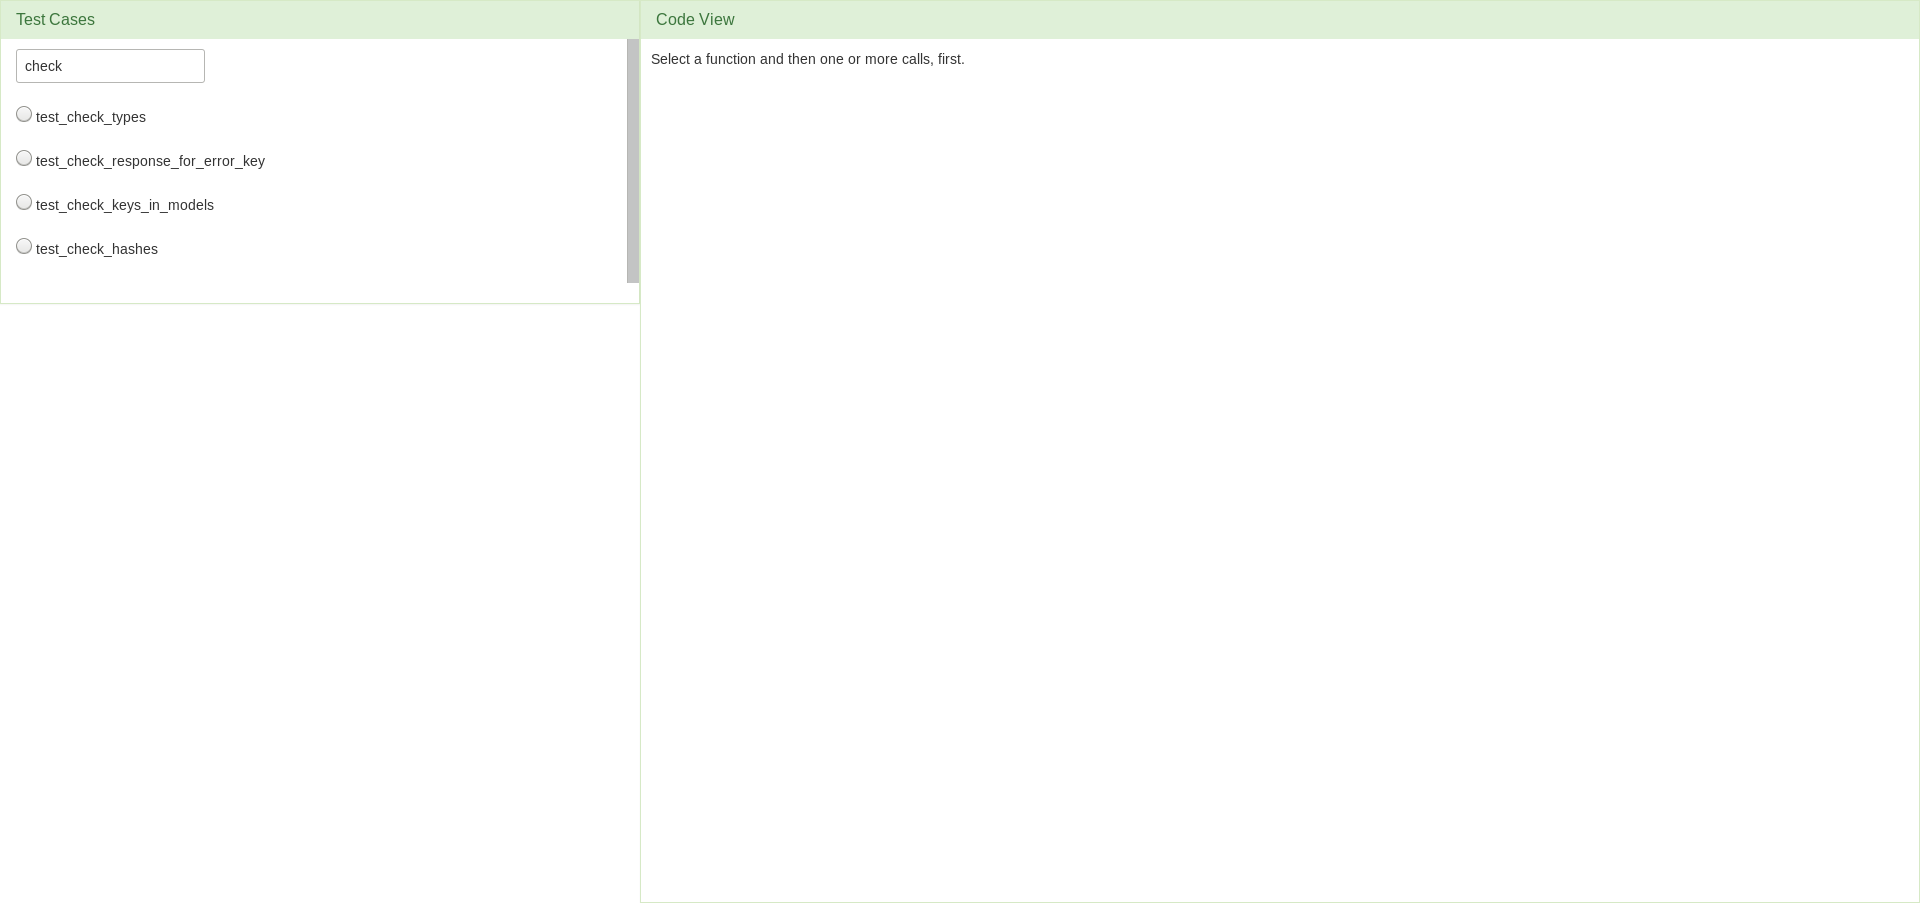 Test Cases
check
test_check_types
test_check_response_for_error_key
test_check_keys_in_models
test_check_hashes
Code View
Select a function and then one or more calls, first.